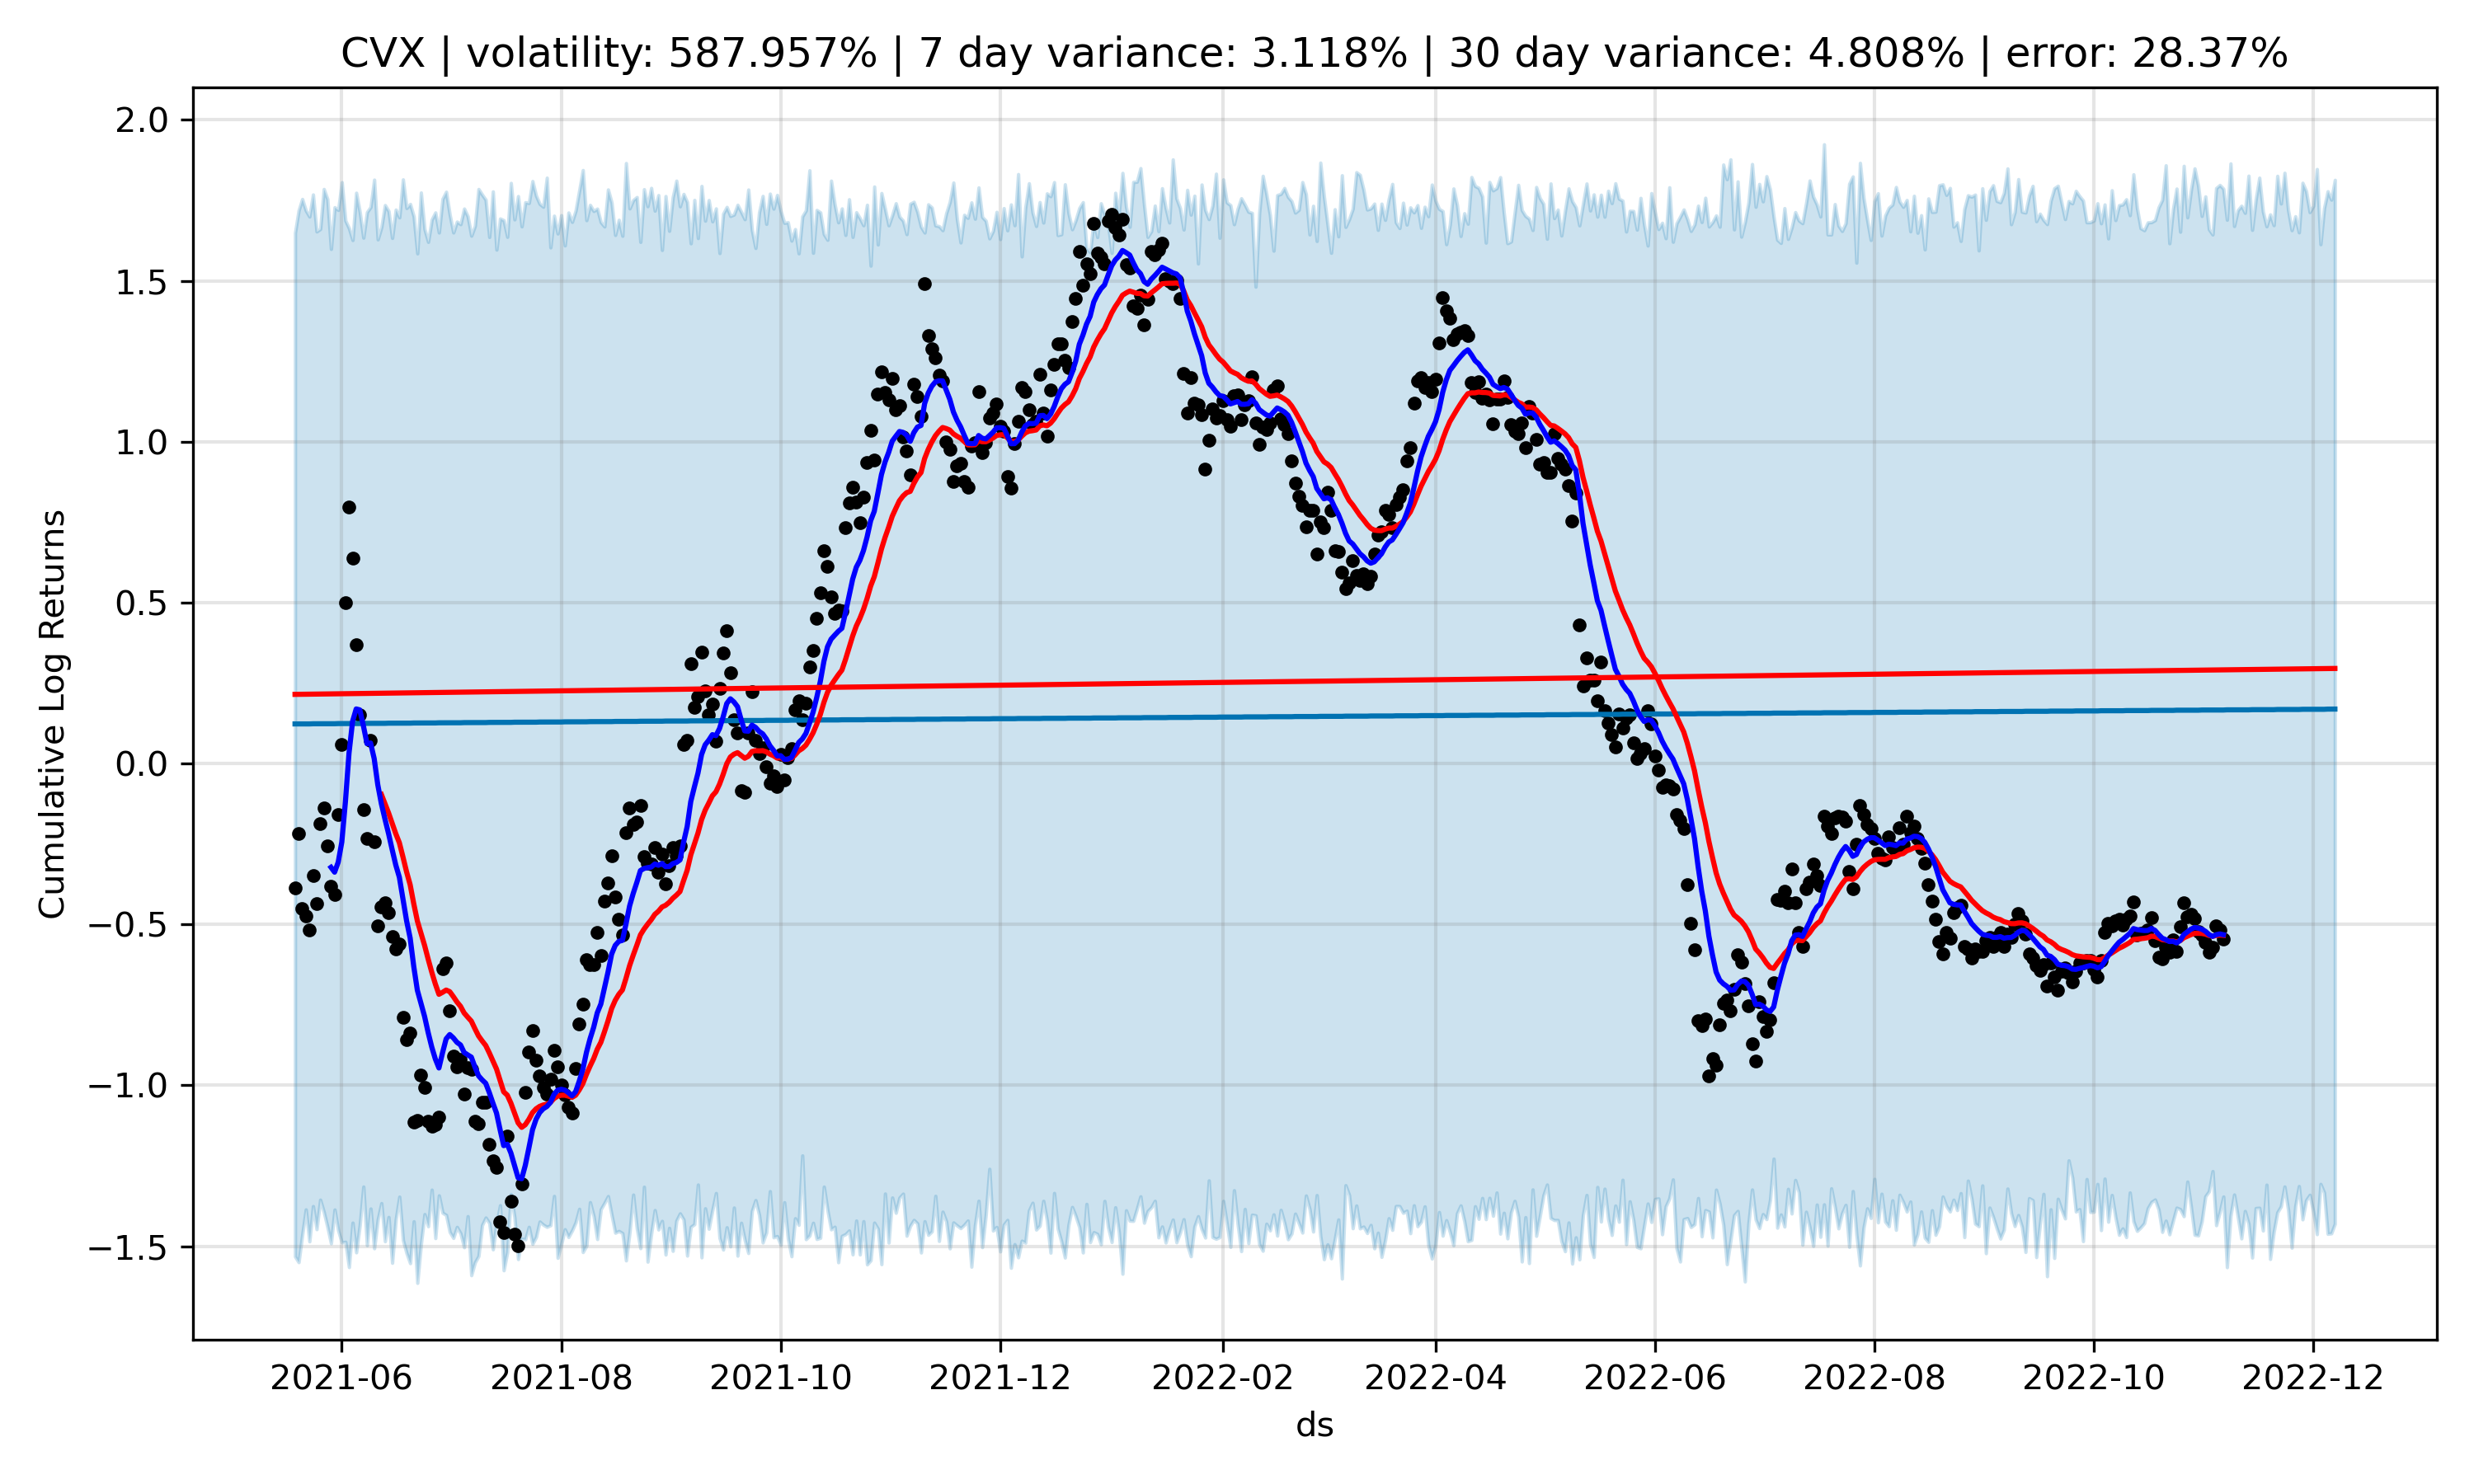 CVX | volatility: 587.957% | 7 day variance: 3.118% | 30 day variance: 4.808% | error: 28.37%
2.0
1.5
1.0
0.5
0.0
−0.5
−1.0
−1.5
Cumulative Log Returns
2021-06 2021-08 2021-10 2021-12 2022-02 2022-04 2022-06 2022-08 2022-10 2022-12
ds